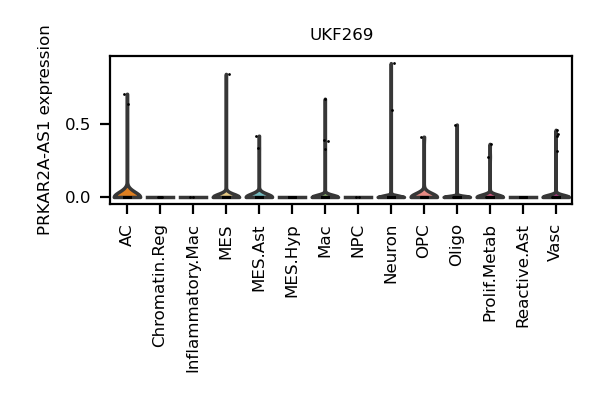 UKF269
PRKAR2A-AS1 expression
0.5
0.0
AC
Chromatin.Reg
Inflammatory.Mac
MES
MES.Ast
MES.Hyp
Mac
NPC
Neuron
OPC
Oligo
Prolif.Metab
Reactive.Ast
Vasc